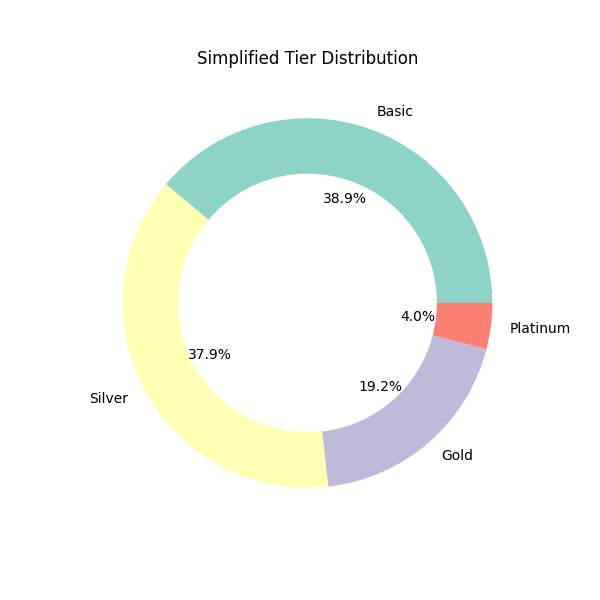 Simplified Tier Distribution
Basic
38.9%
4.0%
Platinum
37.9%
19.2%
Silver
Gold